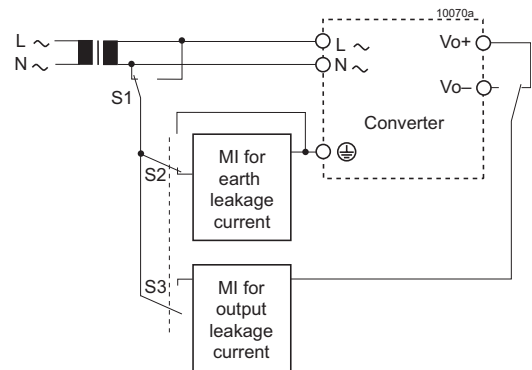 10070a
L ~
N ~
L ~
N ~
Vo+
Vo–
Converter
S1
S2
MI for
earth
leakage
current
S3
MI for
output
leakage
current